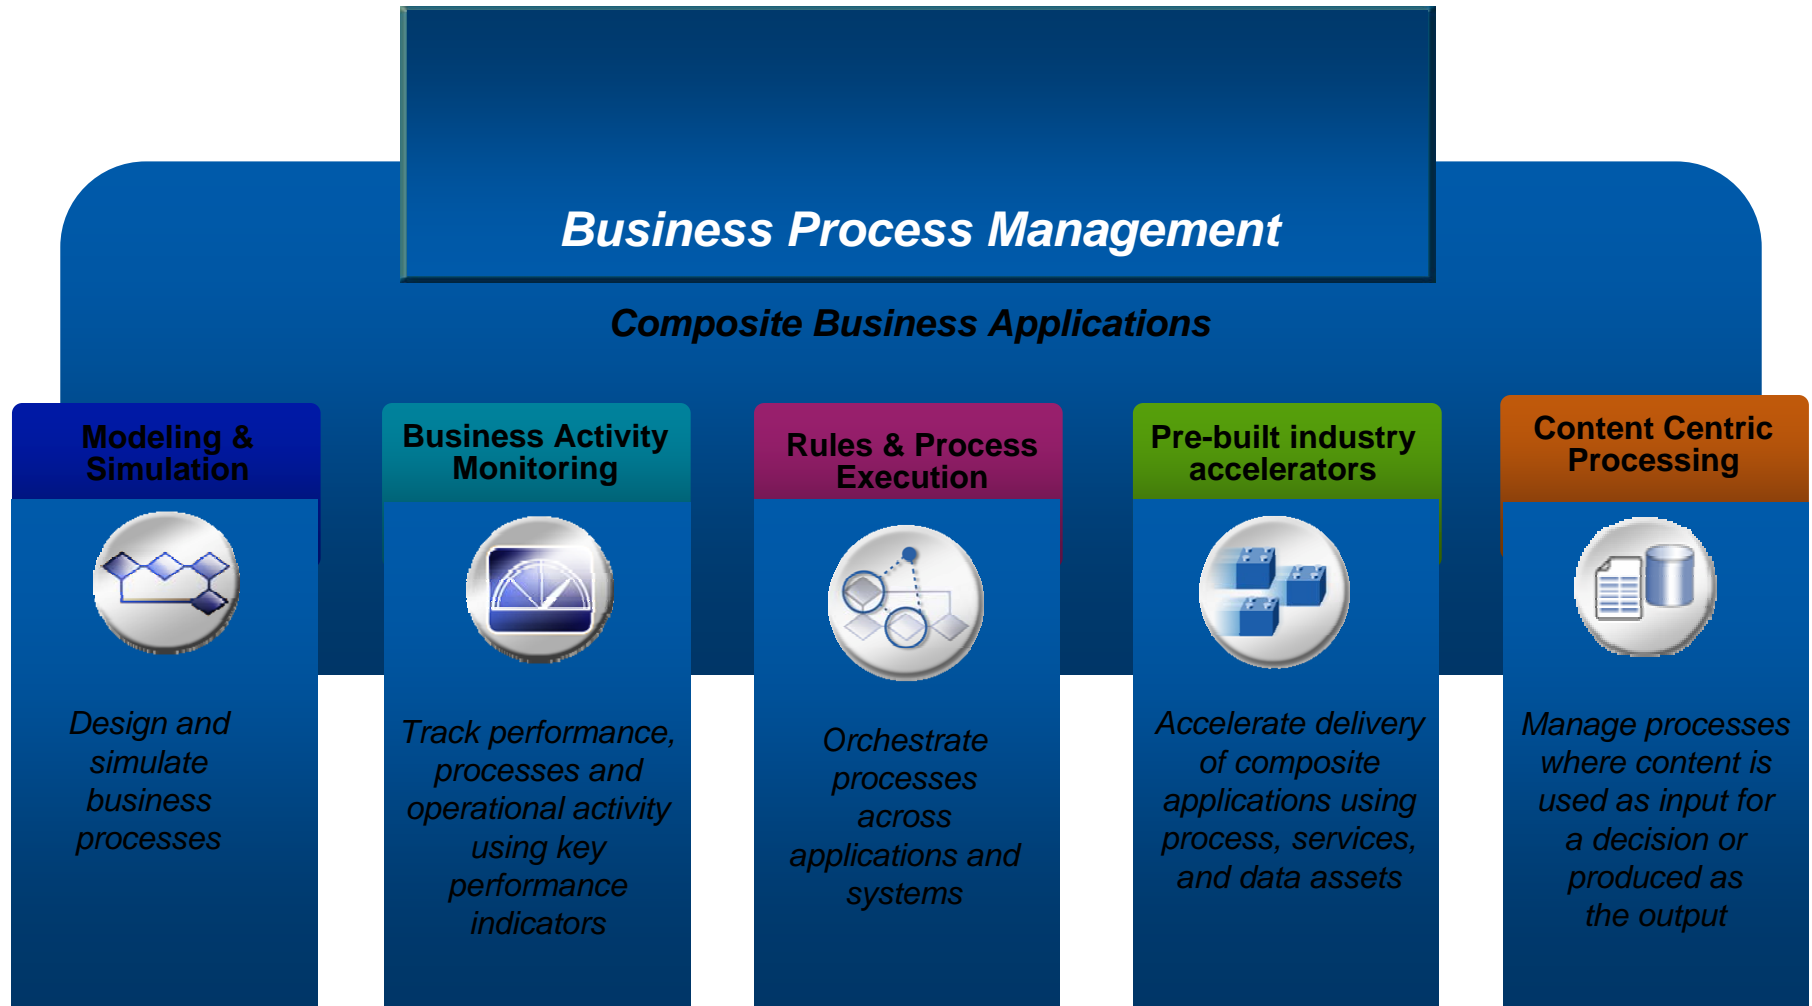 Business Process Management
Composite Business Applications
Modeling &
Simulation
Design and
simulate
business
processes
Business Activity
Monitoring
Track performance,
processes and
operational activity
using key
performance
indicators
Rules & Process
Execution
Orchestrate
processes
across
applications and
systems
Pre-built industry
accelerators
Accelerate delivery
of composite
applications using
process, services,
and data assets
Content Centric
Processing
Manage processes
where content is
used as input for
a decision or
produced as
the output